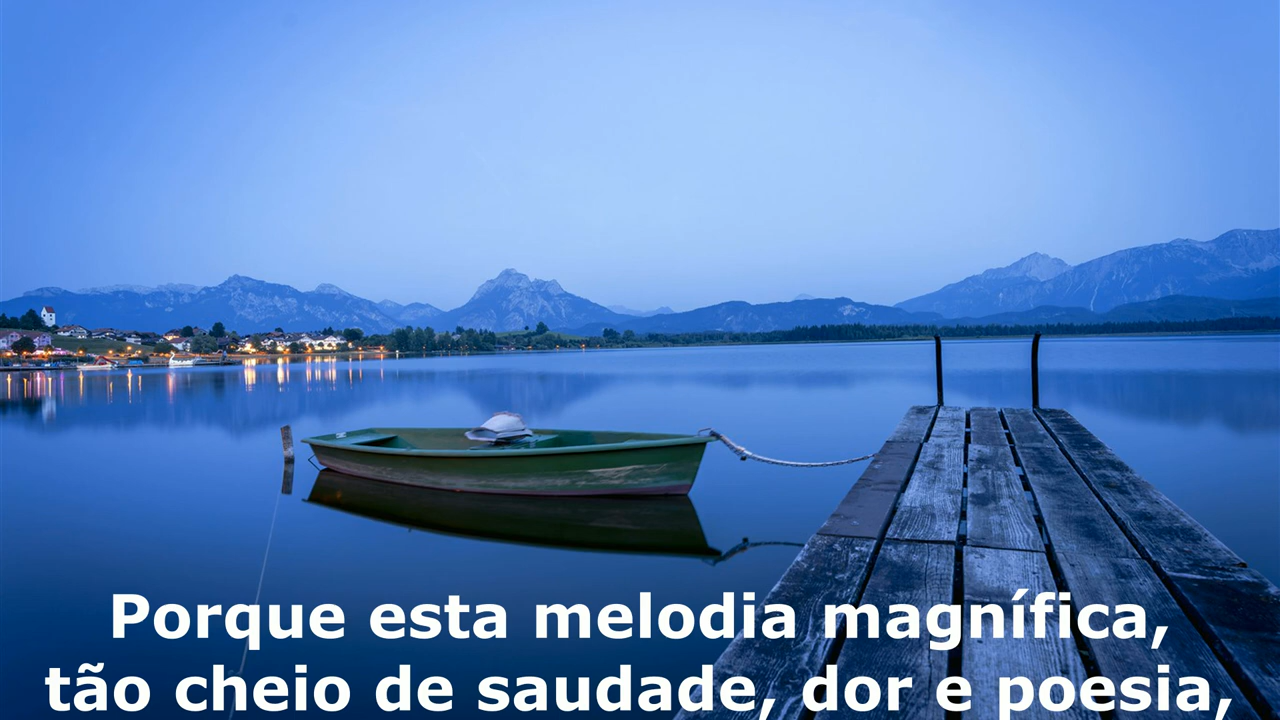 Porque esta melodia magnífica,
tão cheio de saudade, dor e poesia,